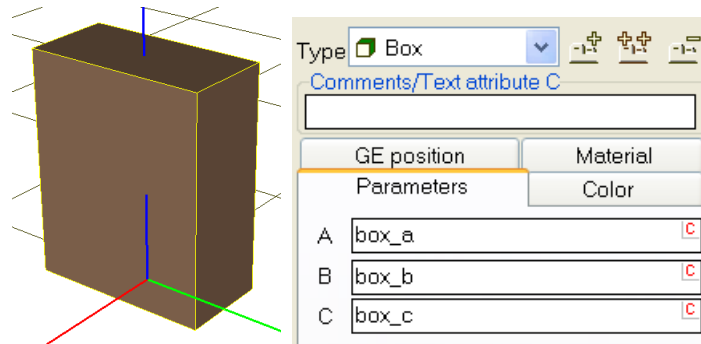 Type Box
Comments/Text attribute C
GE position Material
Parameters Color
A box_a C
B box_b C
C box_c C